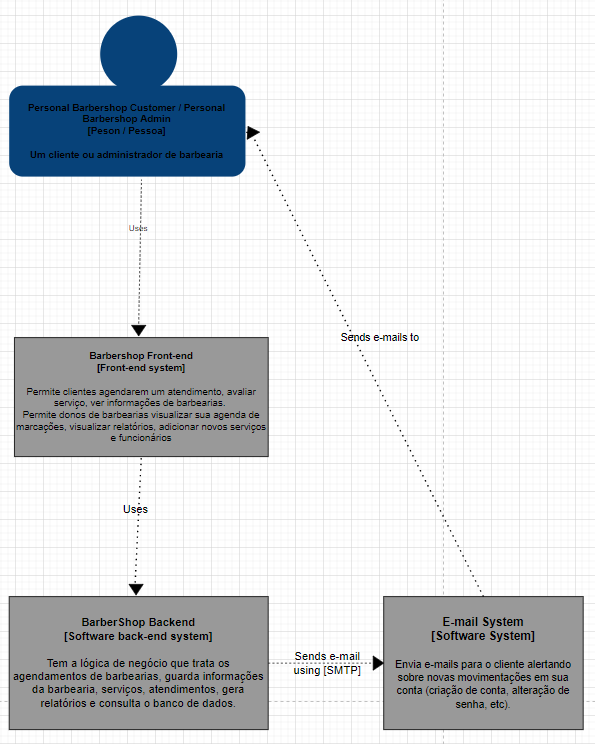 Personal Barbershop Customer / Personal
Barbershop Admin
[Peson / Pessoa]
Um cliente ou administrador de barbearia
Uses
Sends e-mails to
Barbershop Front-end
[Front-end system]
Permite clientes agendarem um atendimento, avaliar
serviço, ver informações de barbearias.
Permite donos de barbearias visualizar sua agenda de
marcações, visualizar relatórios, adicionar novos serviços
e funcionários
Uses
BarberShop Backend
[Software back-end system]
Tem a lógica de negócio que trata os
agendamentos de barbearias, guarda informações
da barbearia, serviços, atendimentos, gera
relatórios e consulta o banco de dados.
Sends e-mail
using [SMTP]
E-mail System
[Software System]
Envia e-mails para o cliente alertando
sobre novas movimentações em sua
conta (criação de conta, alteração de
senha, etc).